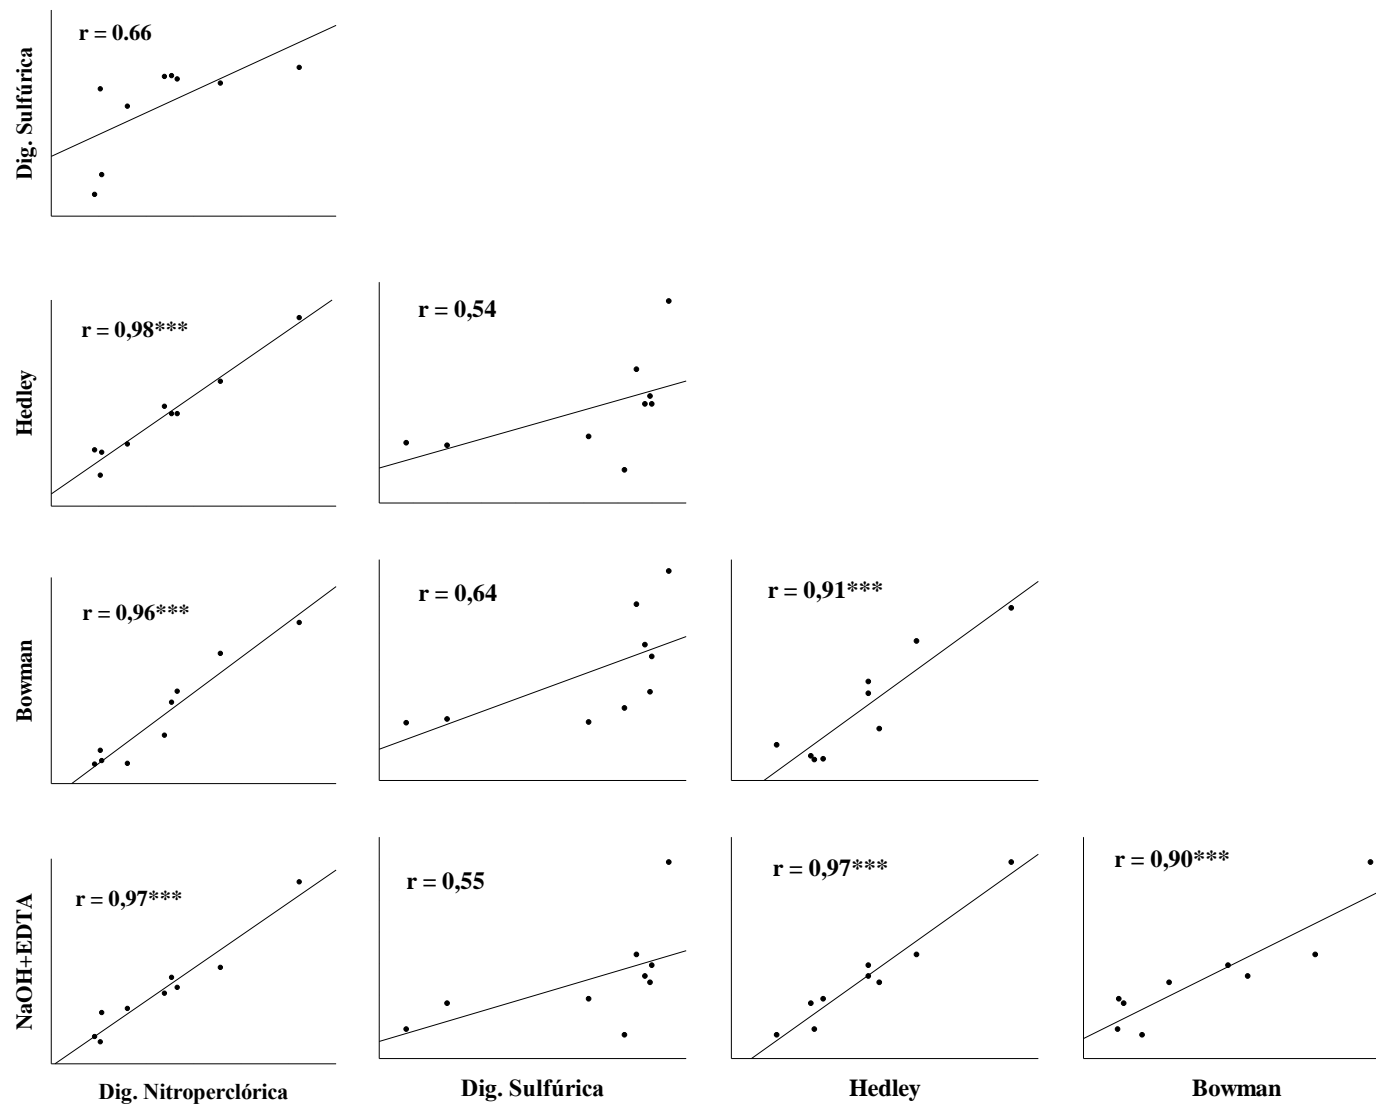 r = 0.66
Dig. Sulfúrica
r = 0,98***
r = 0,54
Hedley
r = 0,96***
r = 0,64
r = 0,91***
Bowman
r = 0,97***
r = 0,55
r = 0,97***
r = 0,90***
NaOH+EDTA
Dig. Nitroperclórica
Dig. Sulfúrica
Hedley
Bowman